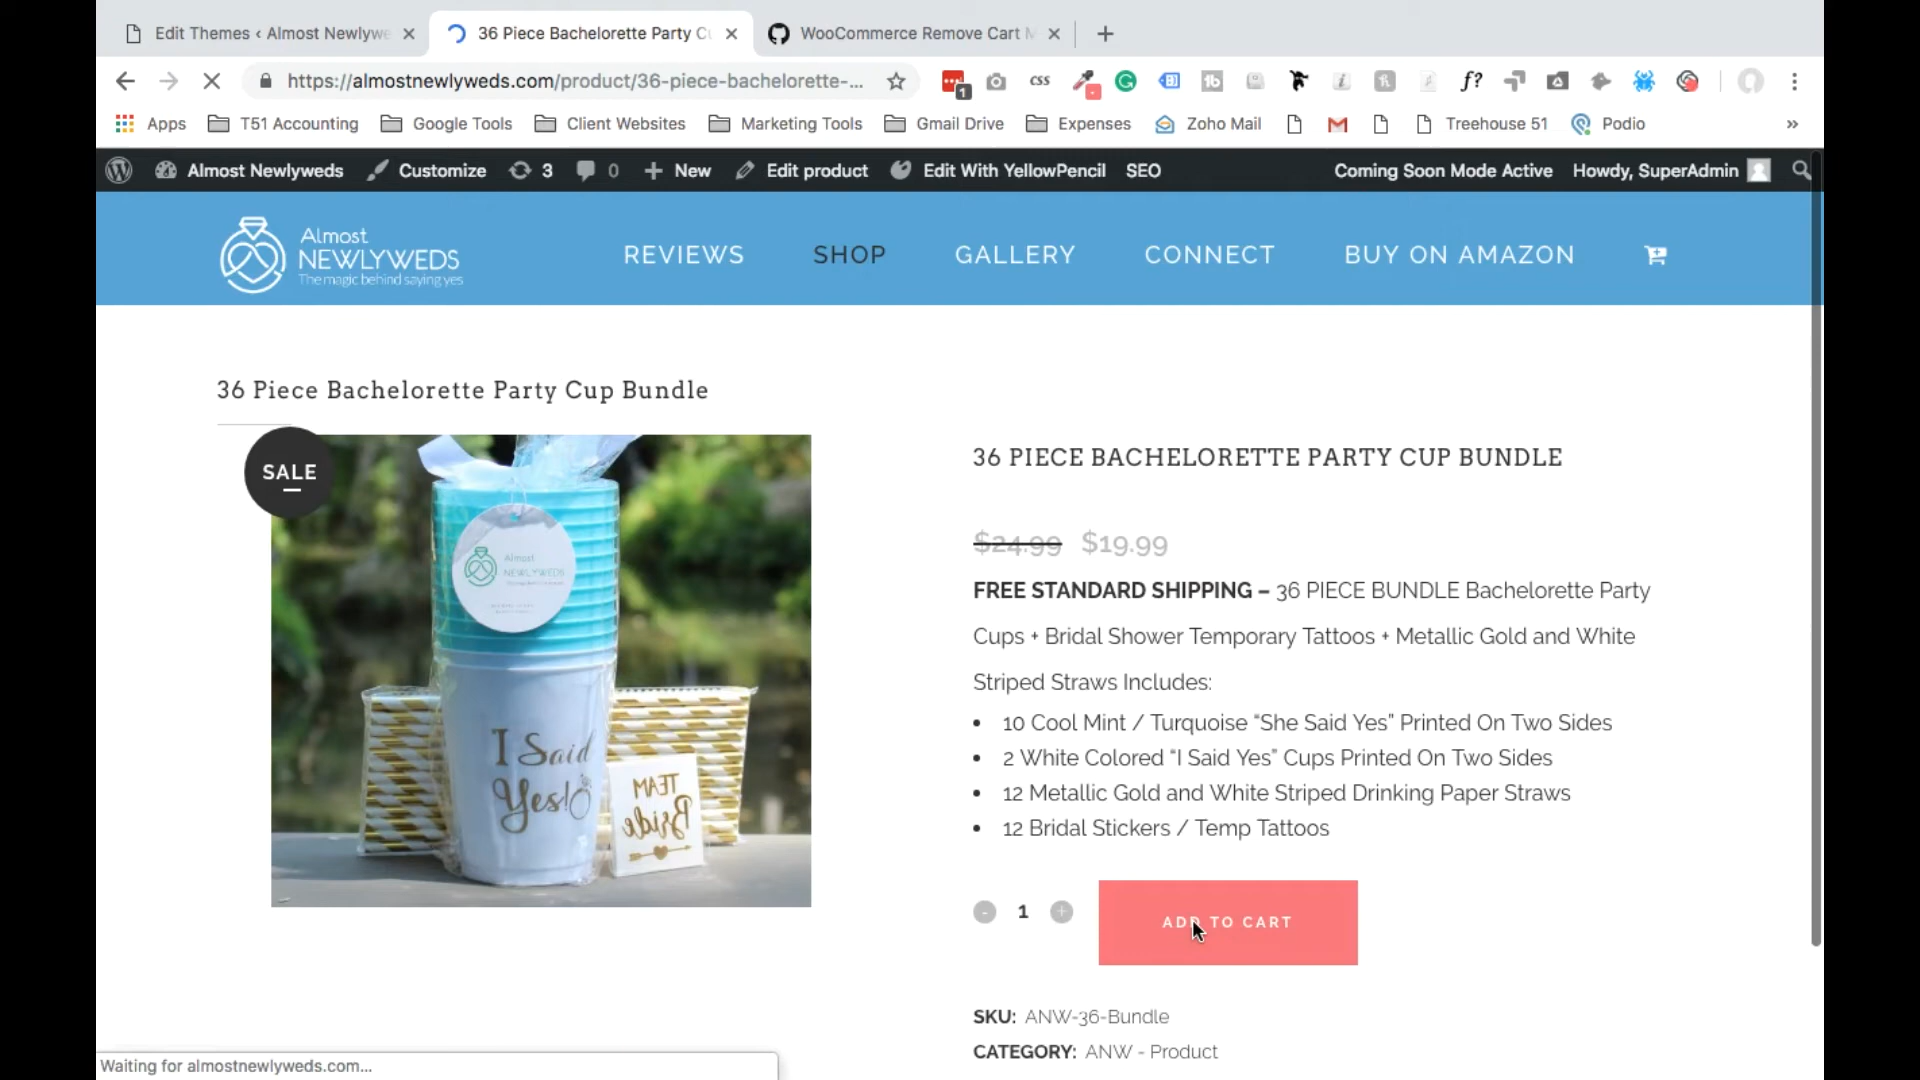 Edit Themes ‹ Almost Newlywe
36 Piece Bachelorette Party Cu
WooCommerce Remove Cart M
https://almostnewlyweds.com/product/36-piece-bachelorette-...
1
css
f?
Apps
T51 Accounting
Google Tools
Client Websites
Marketing Tools
Gmail Drive
Expenses
Zoho Mail
Treehouse 51
Podio
»
Almost Newlyweds
Customize
3
0
New
Edit product
Edit With YellowPencil
SEO
Coming Soon Mode Active
Howdy, SuperAdmin
Almost
NEWLYWEDS
The magic behind saying yes
REVIEWS
SHOP
GALLERY
CONNECT
BUY ON AMAZON
36 Piece Bachelorette Party Cup Bundle
SALE
Almost
NEWLYWEDS
I Said
Yes!
TEAM
Bride
36 PIECE BACHELORETTE PARTY CUP BUNDLE
$24.99 $19.99
FREE STANDARD SHIPPING – 36 PIECE BUNDLE Bachelorette Party
Cups + Bridal Shower Temporary Tattoos + Metallic Gold and White
Striped Straws Includes:
• 10 Cool Mint / Turquoise “She Said Yes” Printed On Two Sides
• 2 White Colored “I Said Yes” Cups Printed On Two Sides
• 12 Metallic Gold and White Striped Drinking Paper Straws
• 12 Bridal Stickers / Temp Tattoos
- 1 +
ADD TO CART
SKU: ANW-36-Bundle
CATEGORY: ANW - Product
Waiting for almostnewlyweds.com...